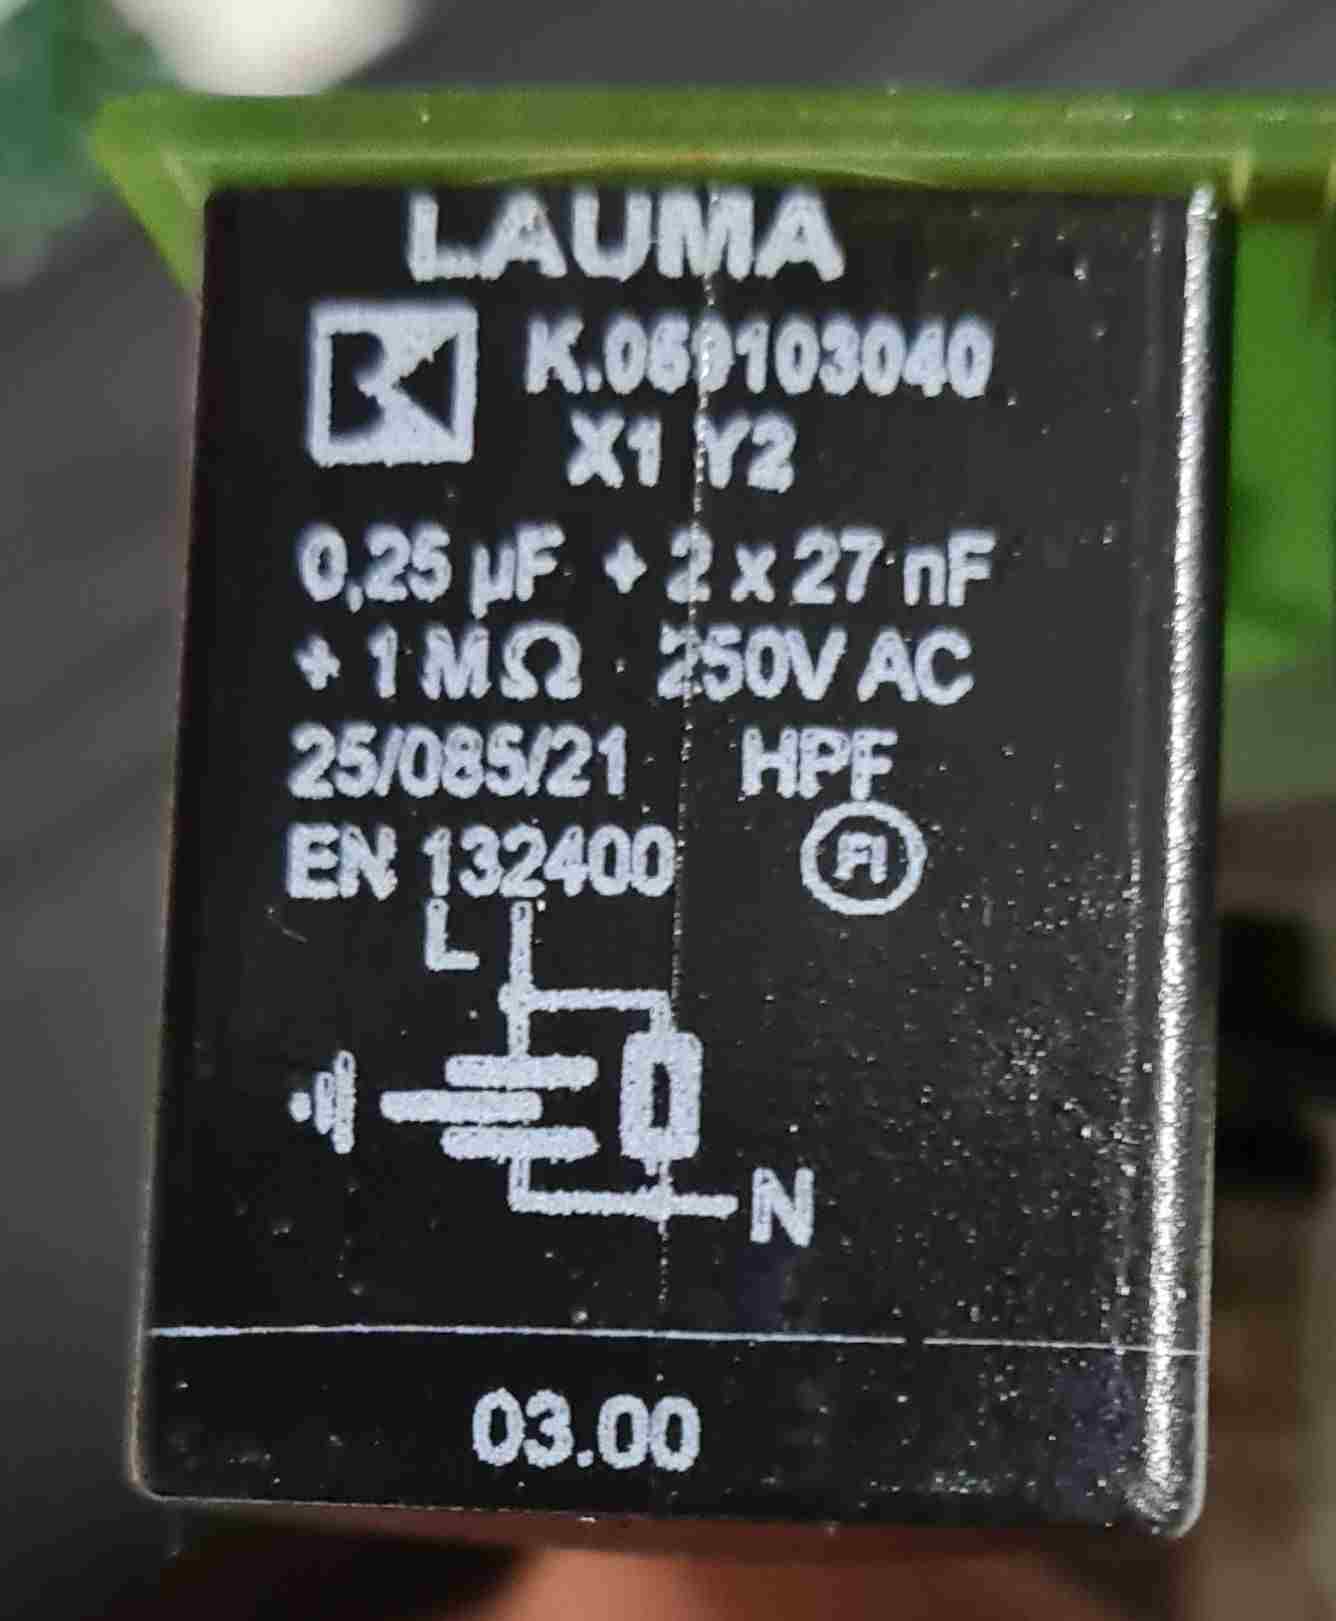 LAUMA
K.069103040
X1 Y2
0,25 µF + 2 x 27 nF
+ 1 MΩ 250V AC
25/085/21 HPF
EN 132400 FI
L
N
03.00